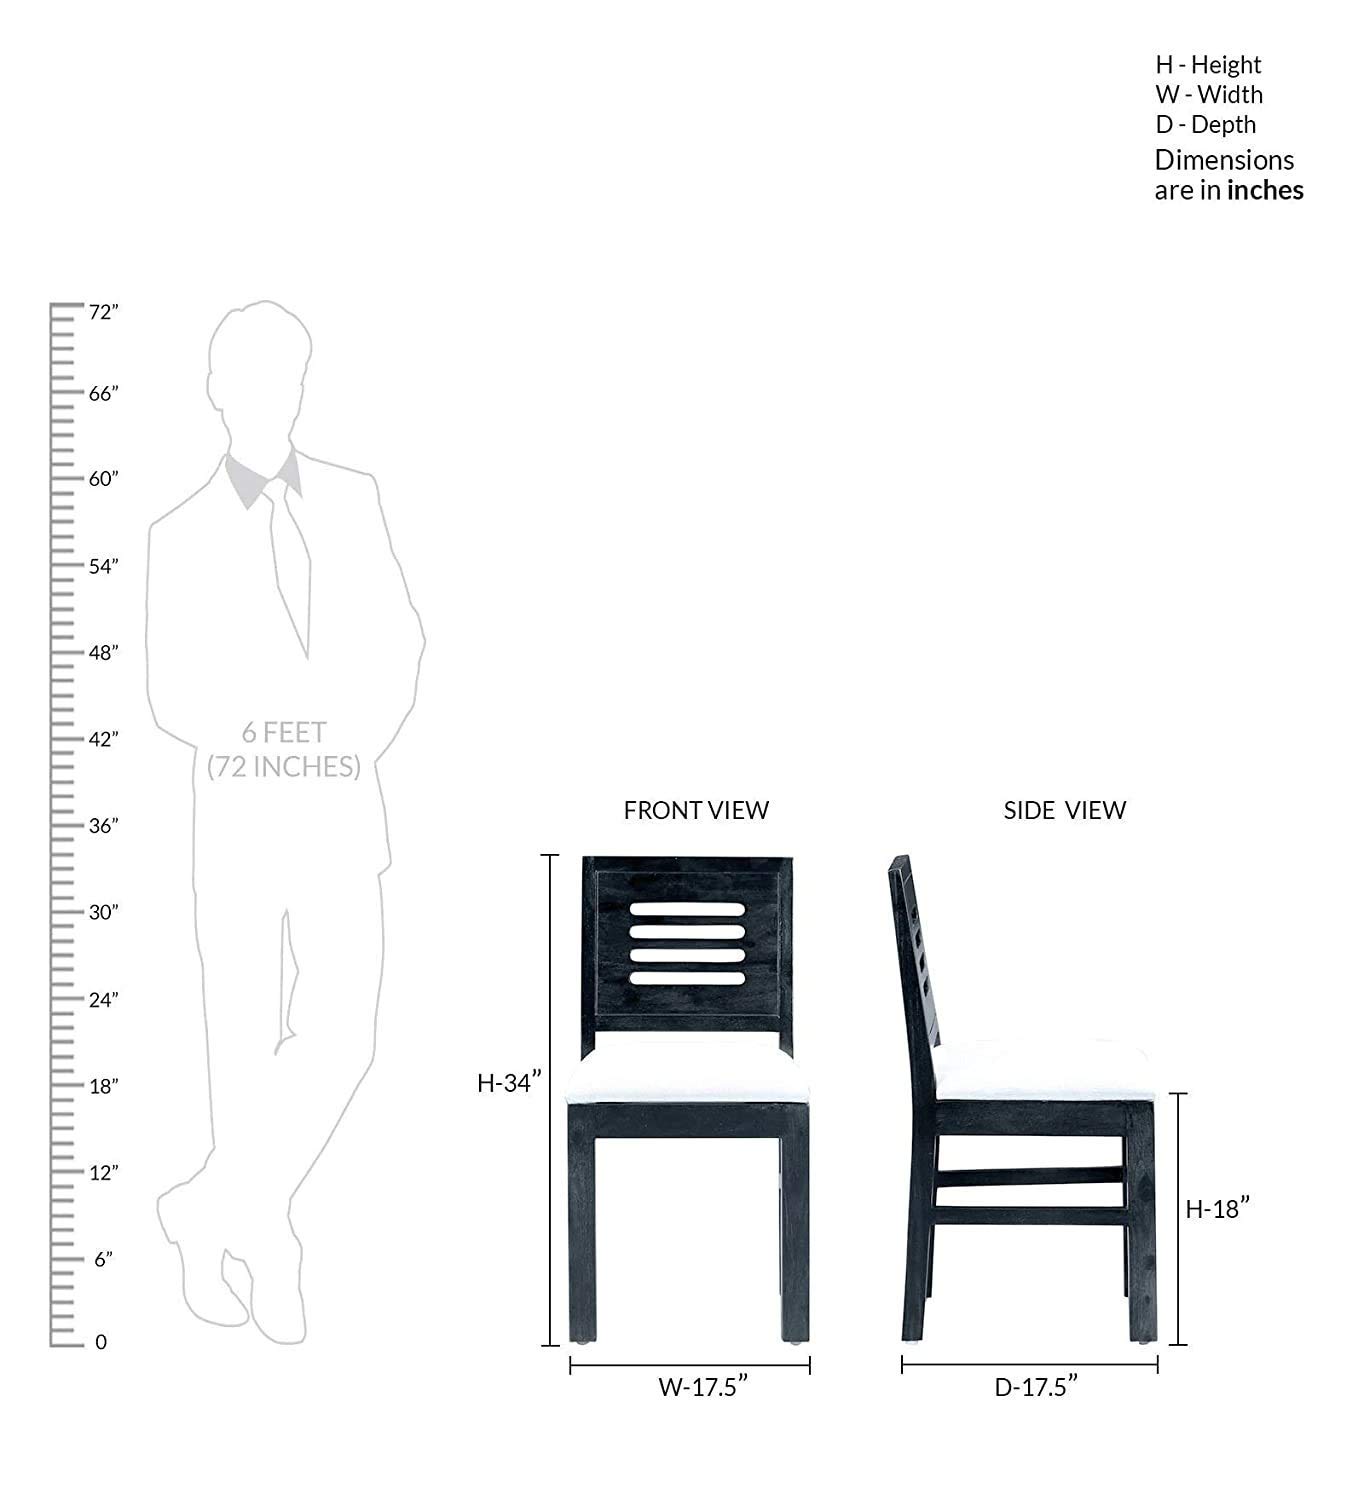 H - Height
W - Width
D - Depth
Dimensions
are in inches
72”
66”
60”
54”
48”
42”
36”
30”
24”
18”
12”
6”
0
6 FEET
(72 INCHES)
FRONT VIEW
H-34”
W-17.5”
SIDE VIEW
H-18”
D-17.5”